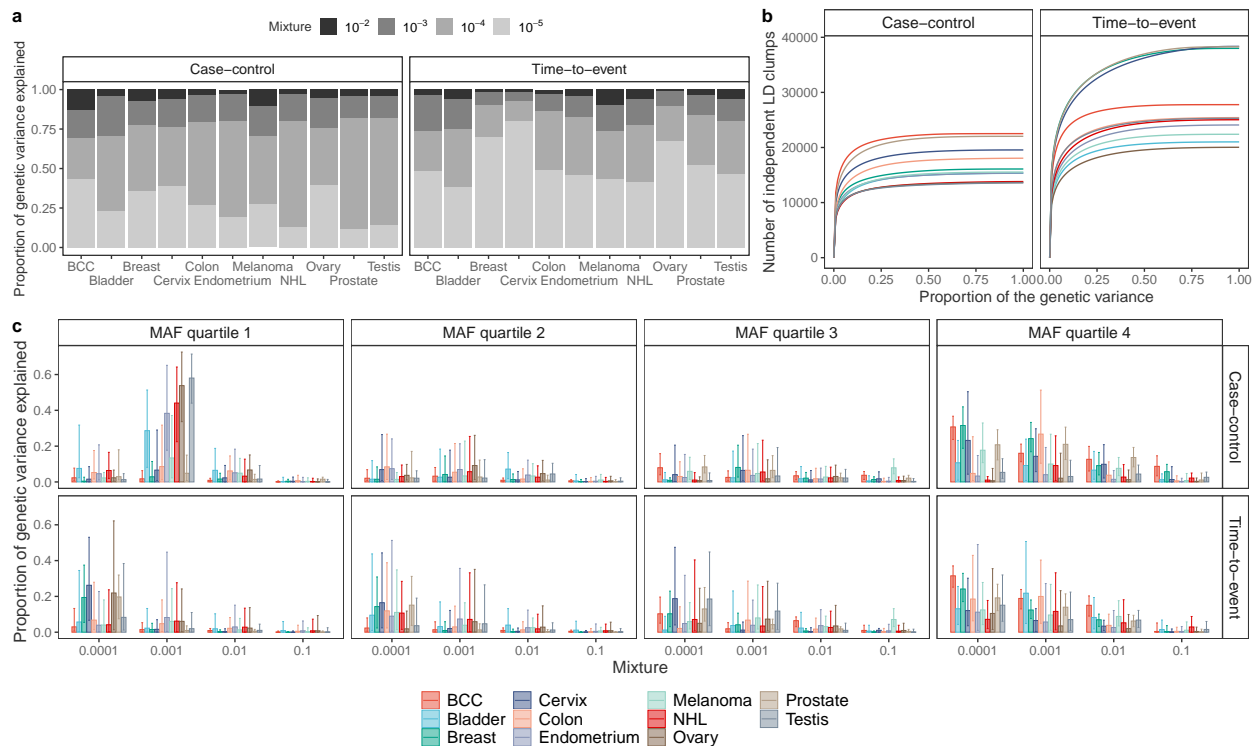 a
Mixture 10⁻² 10⁻³ 10⁻⁴ 10⁻⁵
Case−control Time−to−event
Proportion of genetic variance explained
1.00
0.75
0.50
0.25
0.00
BCC Breast Colon Melanoma Ovary Testis BCC Breast Colon Melanoma Ovary Testis
Bladder Cervix Endometrium NHL Prostate Bladder Cervix Endometrium NHL Prostate
b
Case−control Time−to−event
Number of independent LD clumps
40000
30000
20000
10000
0
0.00 0.25 0.50 0.75 1.00 0.00 0.25 0.50 0.75 1.00
Proportion of the genetic variance
c
MAF quartile 1 MAF quartile 2 MAF quartile 3 MAF quartile 4
Proportion of genetic variance explained
0.6
0.4
0.2
0.0
Case−control
0.6
0.4
0.2
0.0
Time−to−event
0.0001 0.001 0.01 0.1 0.0001 0.001 0.01 0.1 0.0001 0.001 0.01 0.1 0.0001 0.001 0.01 0.1
Mixture
BCC Cervix Melanoma Prostate
Bladder Colon NHL Testis
Breast Endometrium Ovary